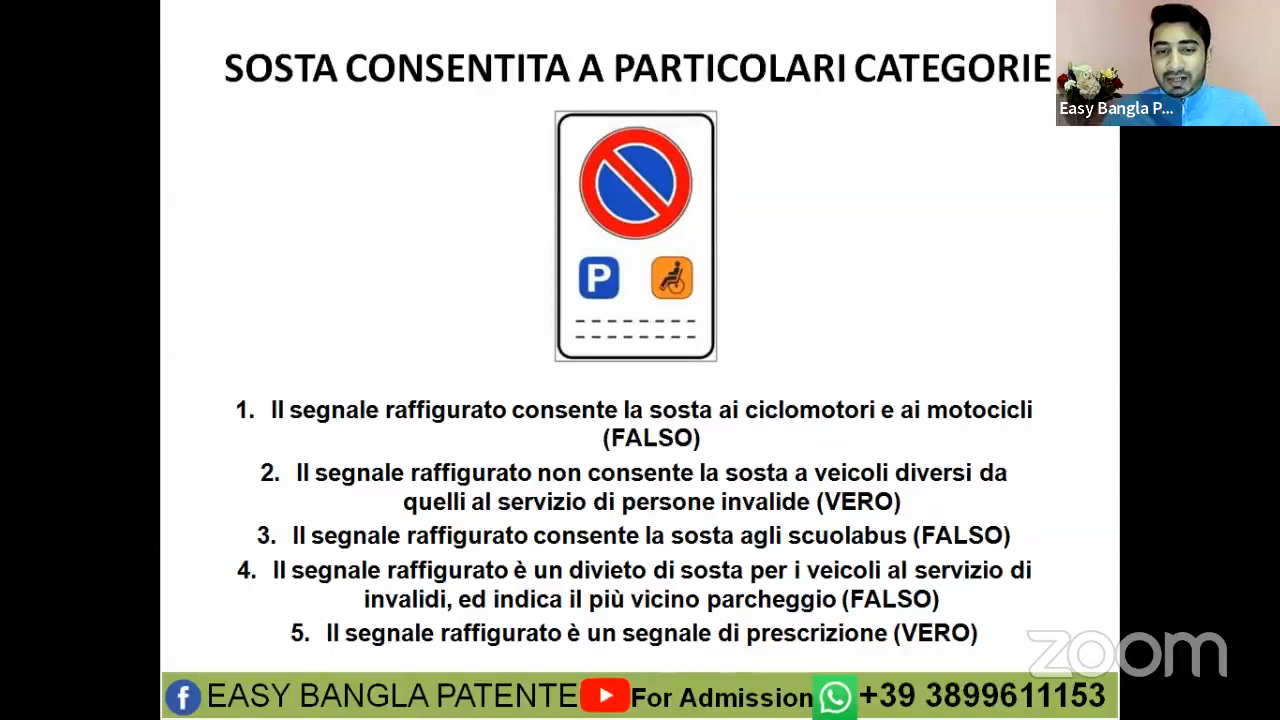 SOSTA CONSENTITA A PARTICOLARI CATEGORIE
Easy Bangla P...
P
1. Il segnale raffigurato consente la sosta ai ciclomotori e ai motocicli
(FALSO)
2. Il segnale raffigurato non consente la sosta a veicoli diversi da
quelli al servizio di persone invalide (VERO)
3. Il segnale raffigurato consente la sosta agli scuolabus (FALSO)
4. Il segnale raffigurato è un divieto di sosta per i veicoli al servizio di
invalidi, ed indica il più vicino parcheggio (FALSO)
5. Il segnale raffigurato è un segnale di prescrizione (VERO)
zoom
EASY BANGLA PATENTE For Admission +39 3899611153